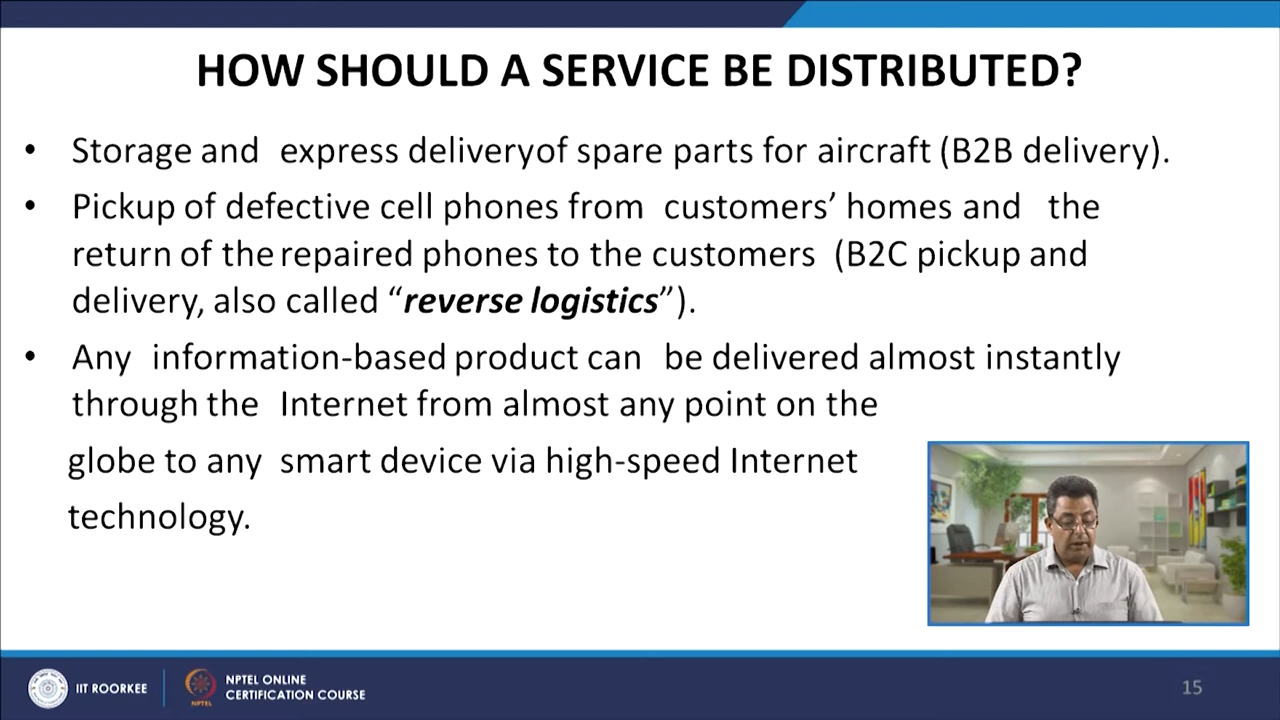 HOW SHOULD A SERVICE BE DISTRIBUTED?
• Storage and express deliveryof spare parts for aircraft (B2B delivery).
• Pickup of defective cell phones from customers’ homes and the
return of the repaired phones to the customers (B2C pickup and
delivery, also called “reverse logistics”).
• Any information-based product can be delivered almost instantly
through the Internet from almost any point on the
globe to any smart device via high-speed Internet
technology.
IIT ROORKEE
NPTEL
NPTEL ONLINE
CERTIFICATION COURSE
15